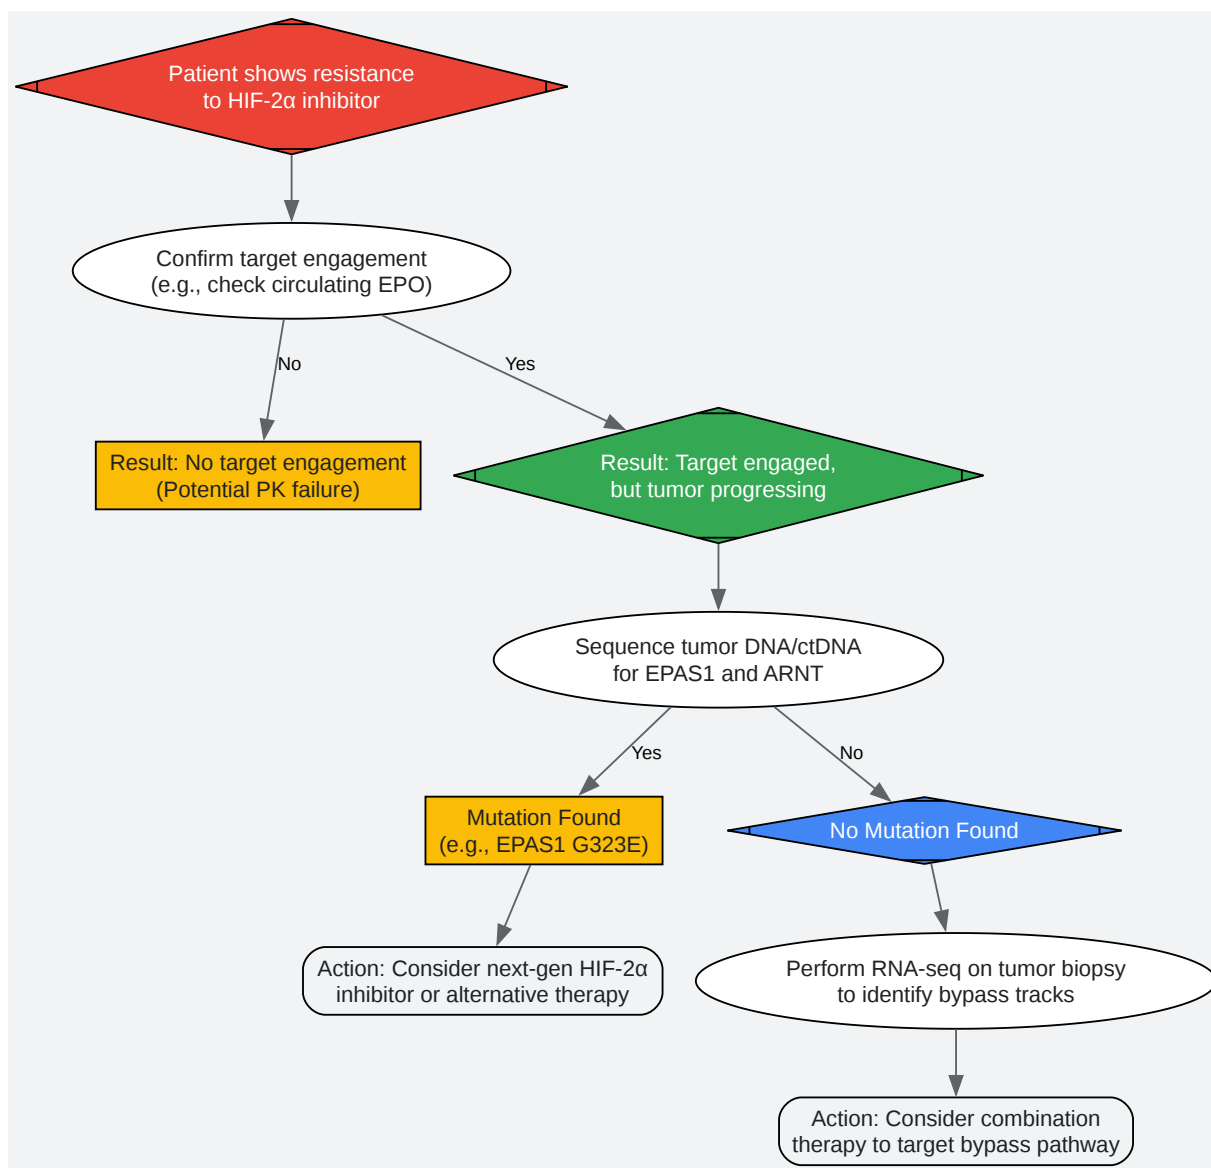 Patient shows resistance
to HIF-2α inhibitor
Confirm target engagement
(e.g., check circulating EPO)
No
Yes
Result: No target engagement
(Potential PK failure)
Result: Target engaged,
but tumor progressing
Sequence tumor DNA/ctDNA
for EPAS1 and ARNT
Yes
No
Mutation Found
(e.g., EPAS1 G323E)
No Mutation Found
Action: Consider next-gen HIF-2α
inhibitor or alternative therapy
Perform RNA-seq on tumor biopsy
to identify bypass tracks
Action: Consider combination
therapy to target bypass pathway